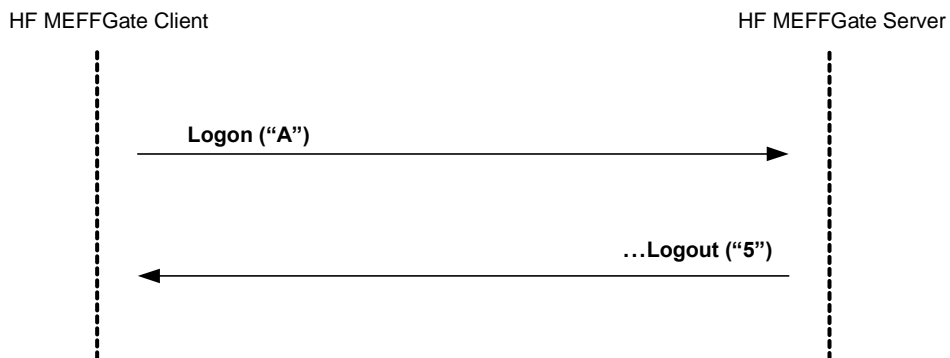 HF MEFFGate Client
HF MEFFGate Server
Logon (“A”)
…Logout (“5”)